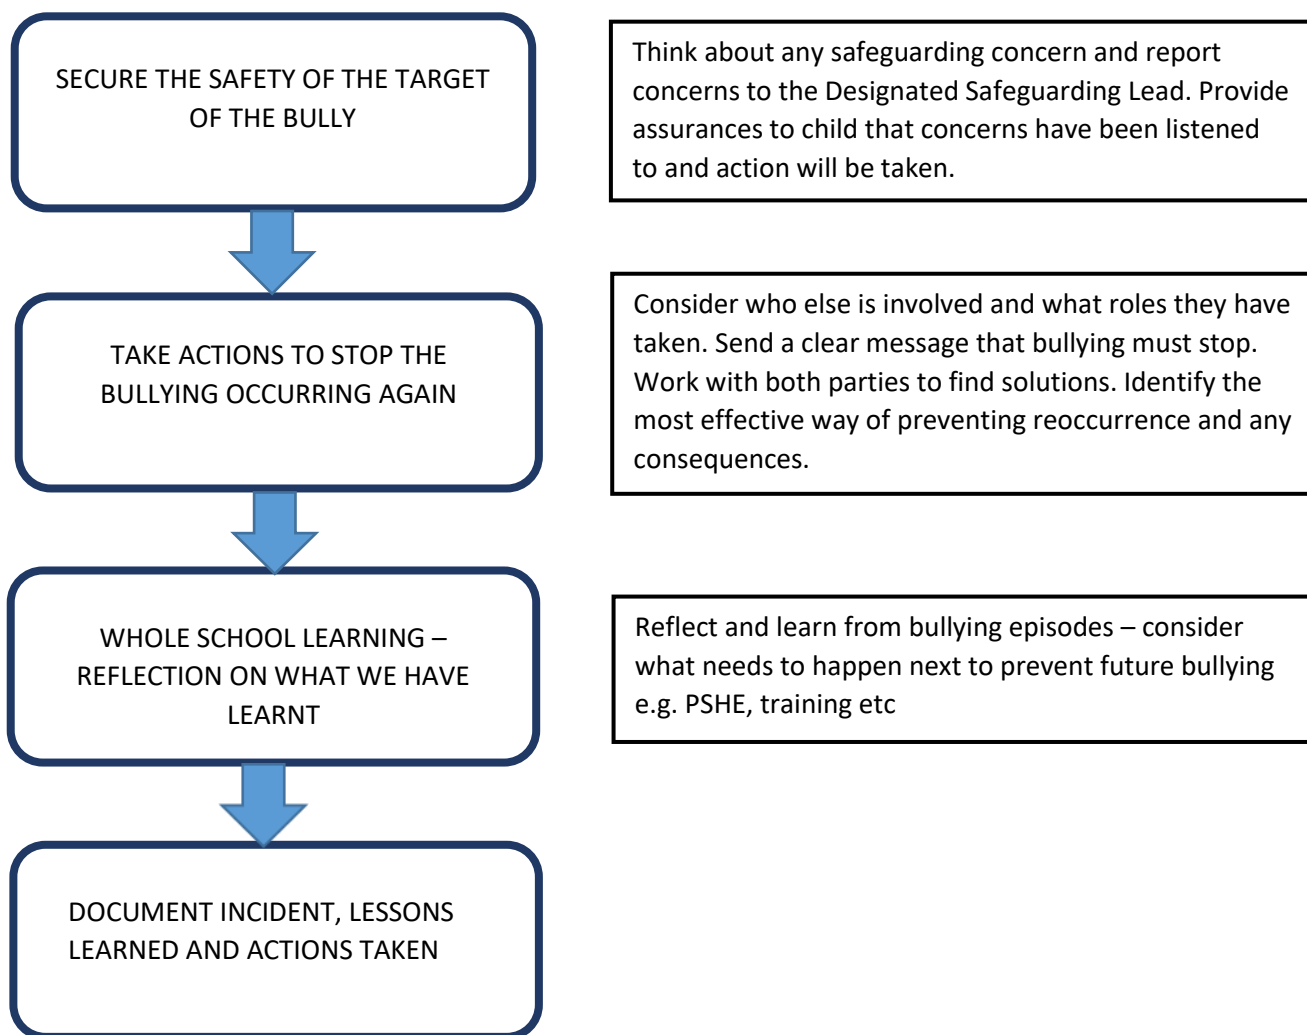 SECURE THE SAFETY OF THE TARGET
OF THE BULLY
Think about any safeguarding concern and report
concerns to the Designated Safeguarding Lead. Provide
assurances to child that concerns have been listened
to and action will be taken.
TAKE ACTIONS TO STOP THE
BULLYING OCCURRING AGAIN
Consider who else is involved and what roles they have
taken. Send a clear message that bullying must stop.
Work with both parties to find solutions. Identify the
most effective way of preventing reoccurrence and any
consequences.
WHOLE SCHOOL LEARNING –
REFLECTION ON WHAT WE HAVE
LEARNT
Reflect and learn from bullying episodes – consider
what needs to happen next to prevent future bullying
e.g. PSHE, training etc
DOCUMENT INCIDENT, LESSONS
LEARNED AND ACTIONS TAKEN